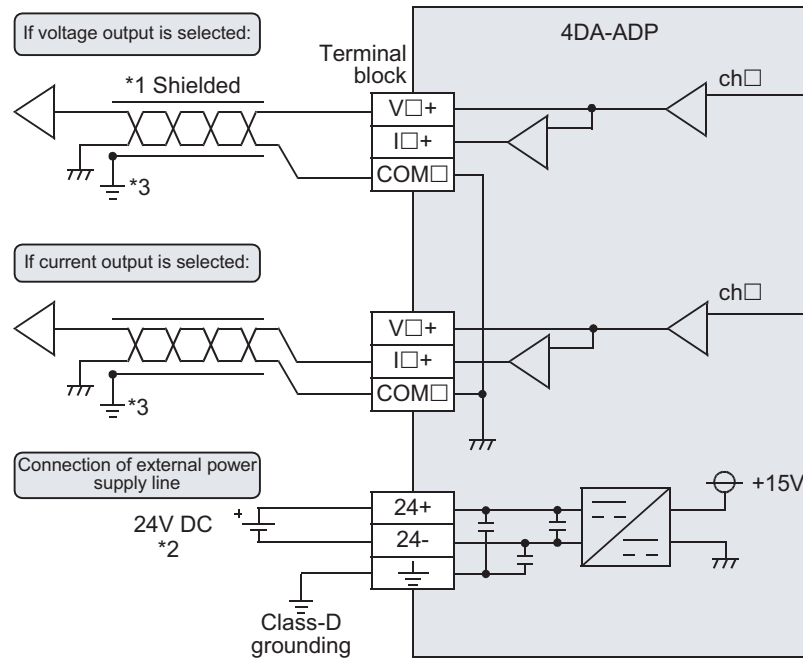 If voltage output is selected:
4DA-ADP
Terminal
block
*1 Shielded
ch□
V□+
I□+
COM□
*3
If current output is selected:
ch□
V□+
I□+
COM□
*3
Connection of external power
supply line
+15V
24+
24V DC
+
*2
24-
Class-D
grounding